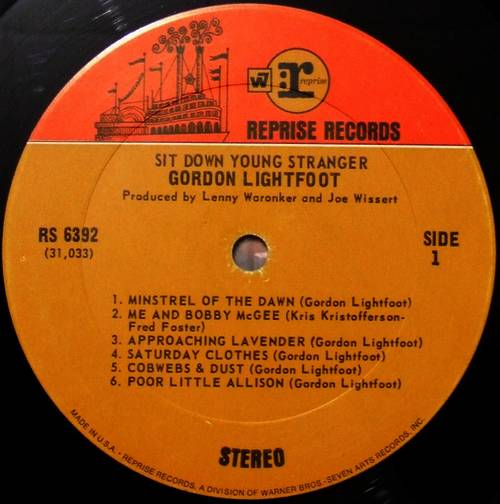 W7
r
reprise
REPRISE RECORDS
SIT DOWN YOUNG STRANGER
GORDON LIGHTFOOT
Produced by Lenny Waronker and Joe Wissert
RS 6392
(31,033)
SIDE
1
1. MINSTREL OF THE DAWN (Gordon Lightfoot)
2. ME AND BOBBY McGEE (Kris Kristofferson-
Fred Foster)
3. APPROACHING LAVENDER (Gordon Lightfoot)
4. SATURDAY CLOTHES (Gordon Lightfoot)
5. COBWEBS & DUST (Gordon Lightfoot)
6. POOR LITTLE ALLISON (Gordon Lightfoot)
STEREO
MADE IN U.S.A. · REPRISE RECORDS, A DIVISION OF WARNER BROS.-SEVEN ARTS RECORDS, INC.